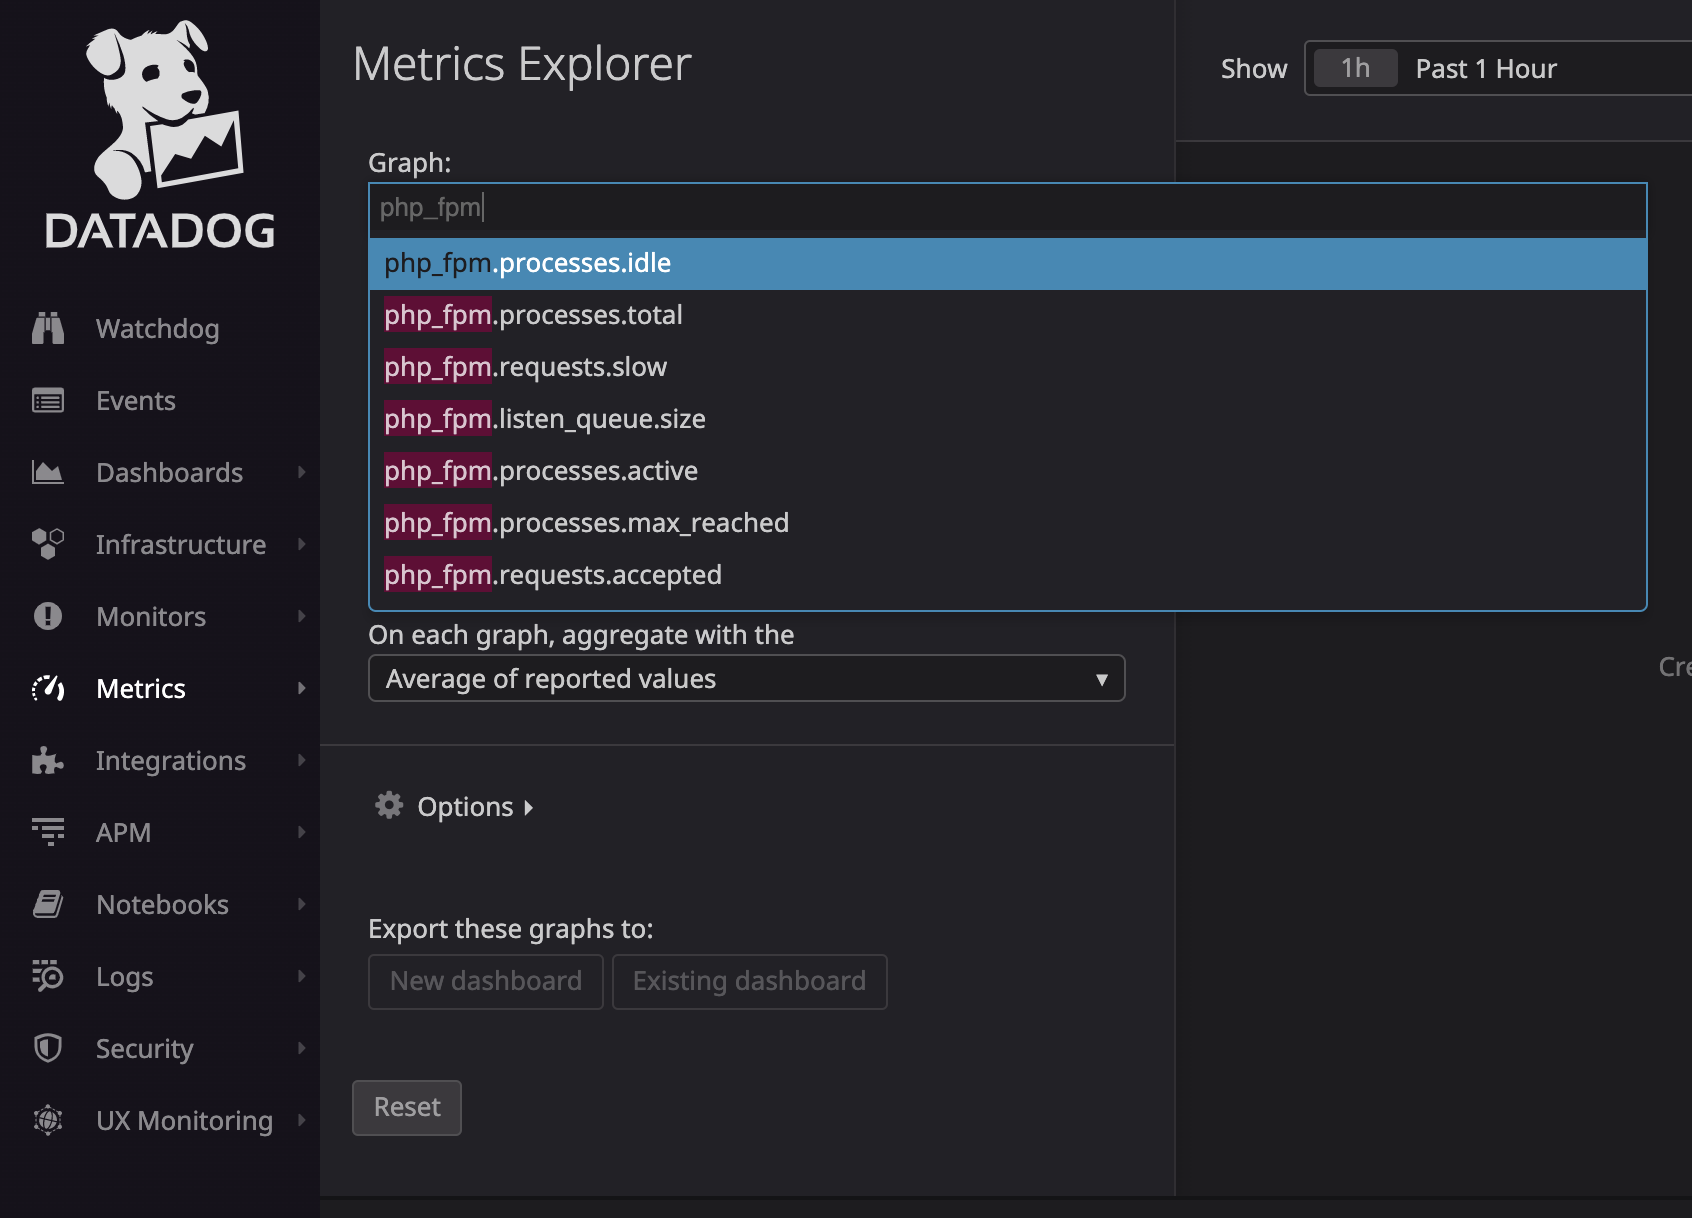 DATADOG
Watchdog
Events
Dashboards
Infrastructure
Monitors
Metrics
Integrations
APM
Notebooks
Logs
Security
UX Monitoring
Metrics Explorer
Graph:
php_fpm
php_fpm.processes.idle
php_fpm.processes.total
php_fpm.requests.slow
php_fpm.listen_queue.size
php_fpm.processes.active
php_fpm.processes.max_reached
php_fpm.requests.accepted
On each graph, aggregate with the
Average of reported values
Options
Export these graphs to:
New dashboard Existing dashboard
Reset
Show 1h Past 1 Hour